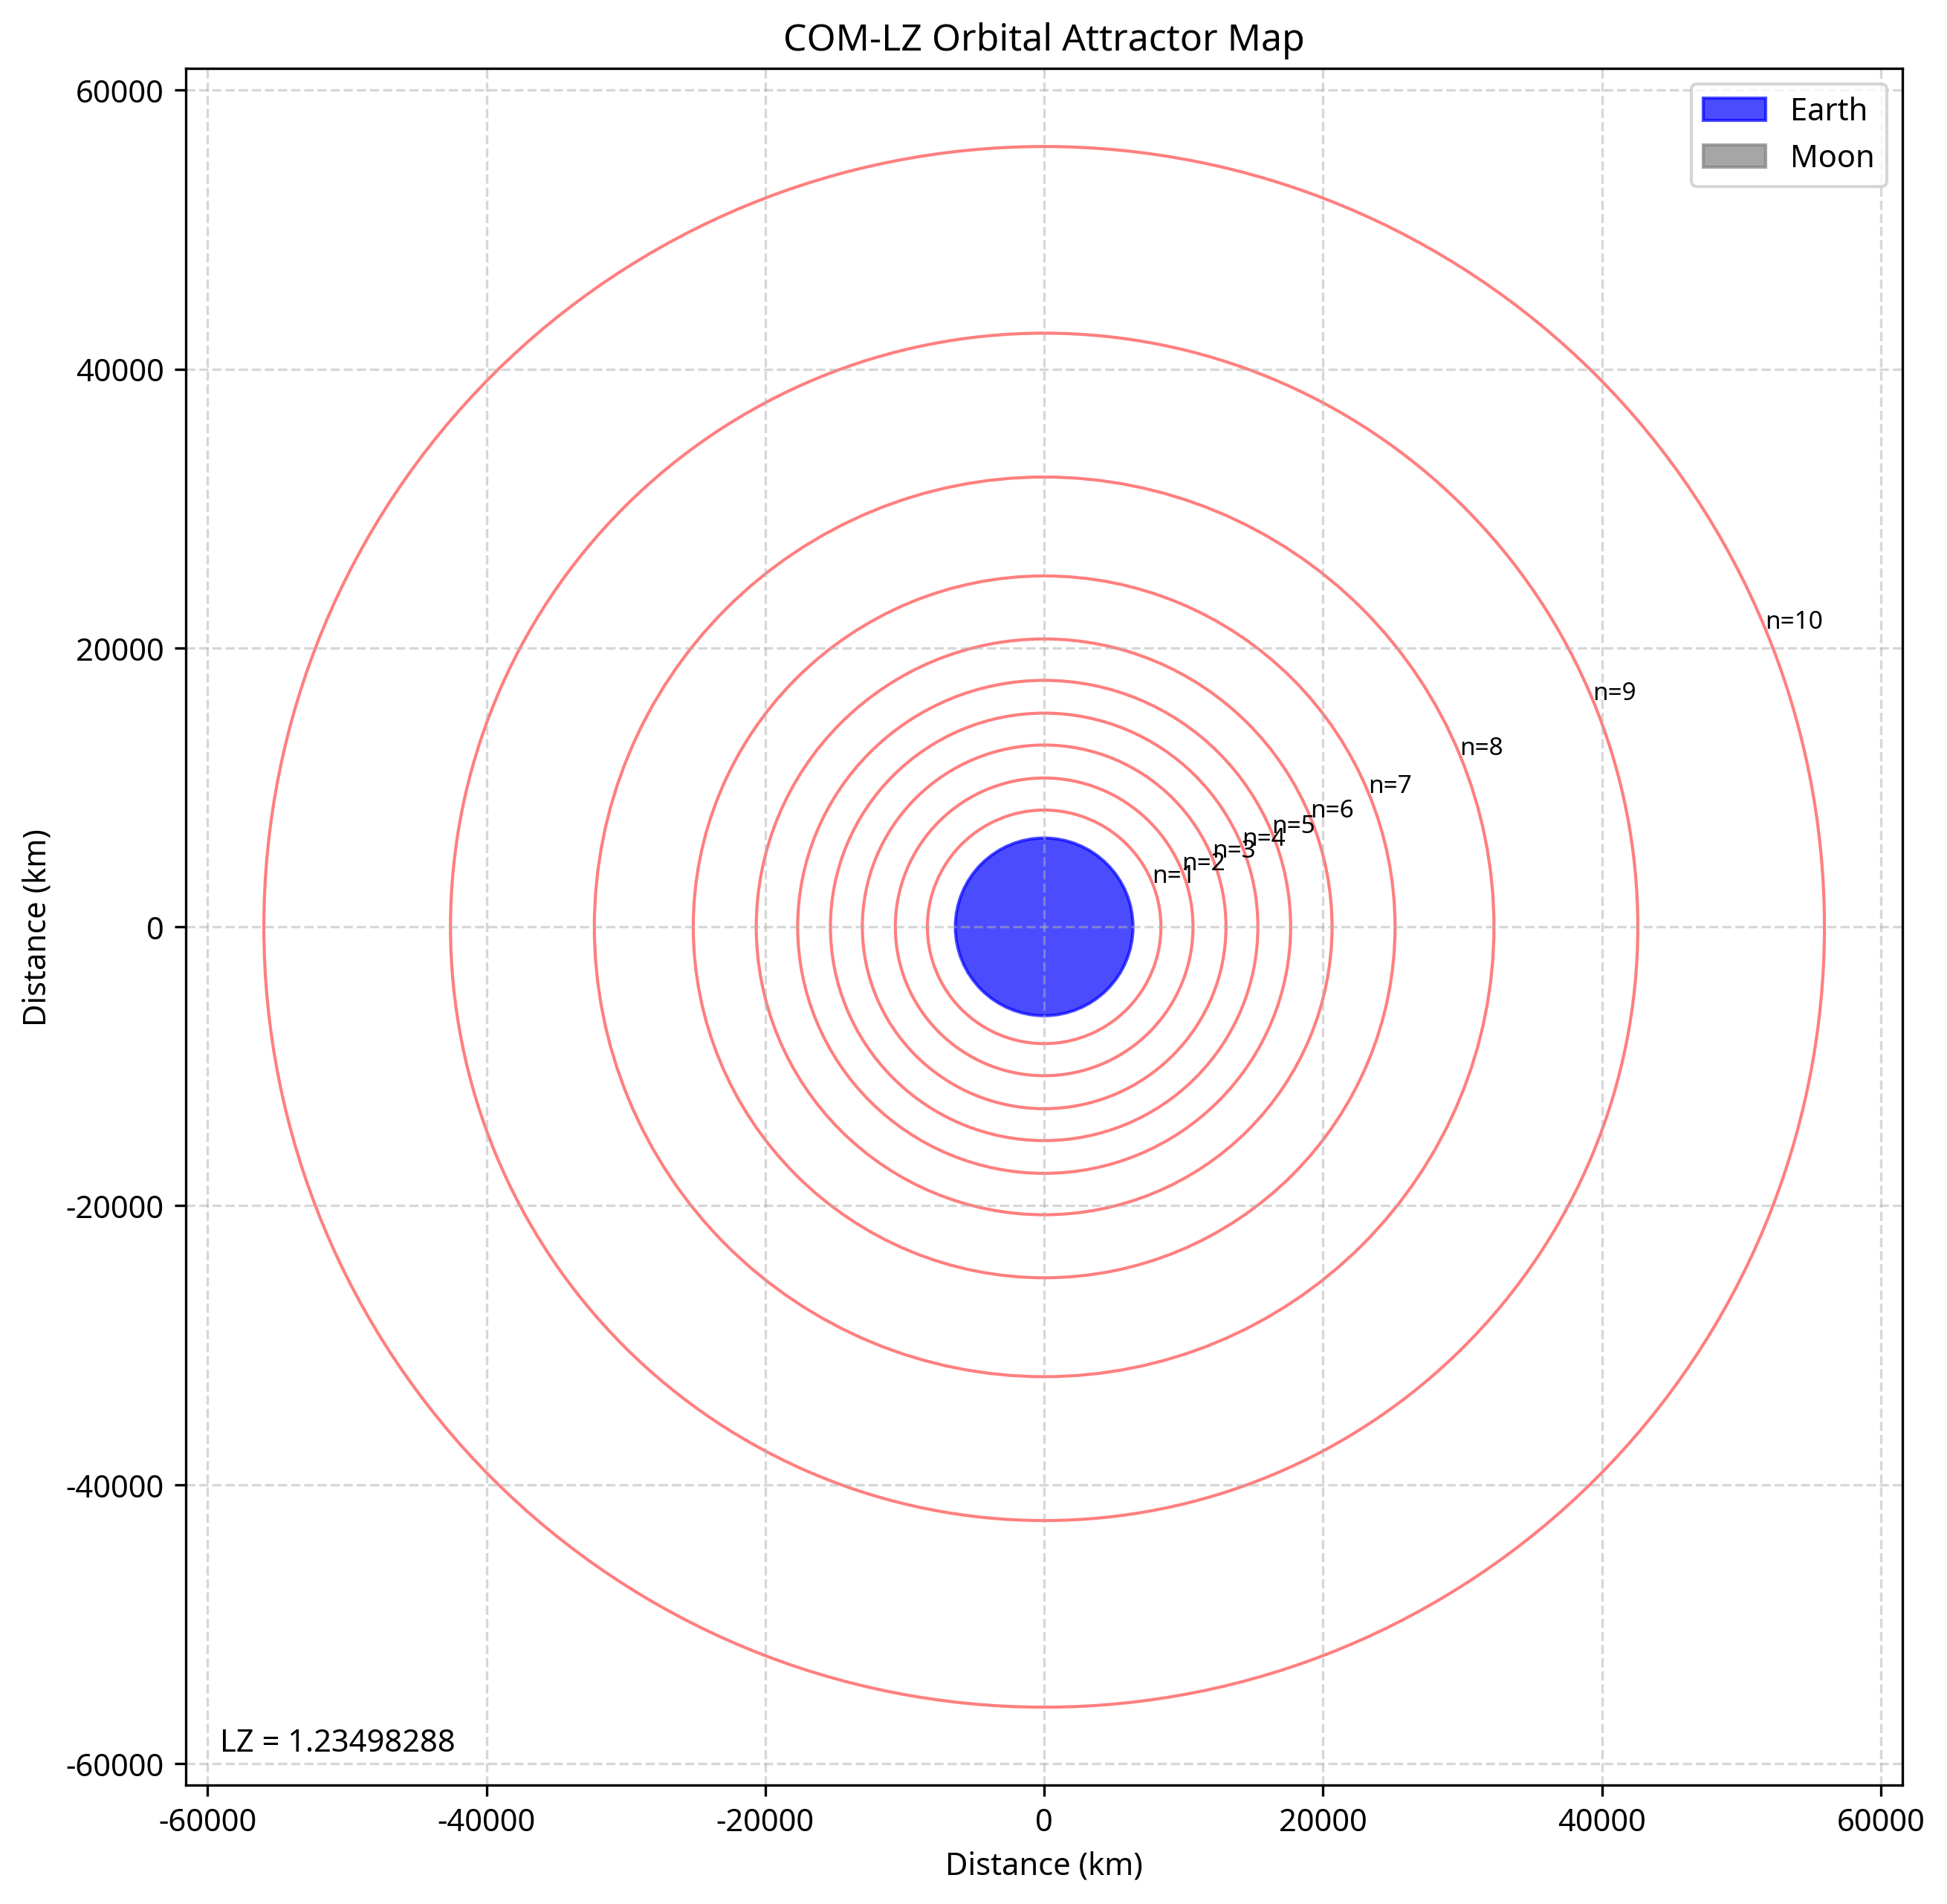 COM-LZ Orbital Attractor Map
60000
40000
20000
0
-20000
-40000
-60000
Distance (km)
Earth
Moon
n=10
n=9
n=8
n=7
n=6
n=5
n=4
n=3
n=2
n=1
LZ = 1.23498288
-60000 -40000 -20000 0 20000 40000 60000
Distance (km)